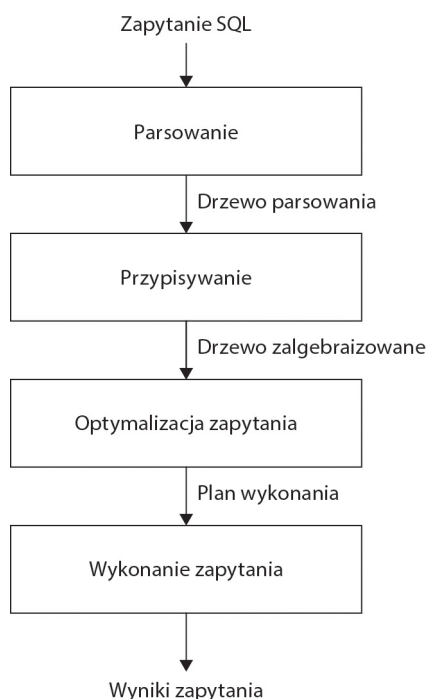 Zapytanie SQL
Parsowanie
Drzewo parsowania
Przypisywanie
Drzewo zalgebraizowane
Optymalizacja zapytania
Plan wykonania
Wykonanie zapytania
Wyniki zapytania